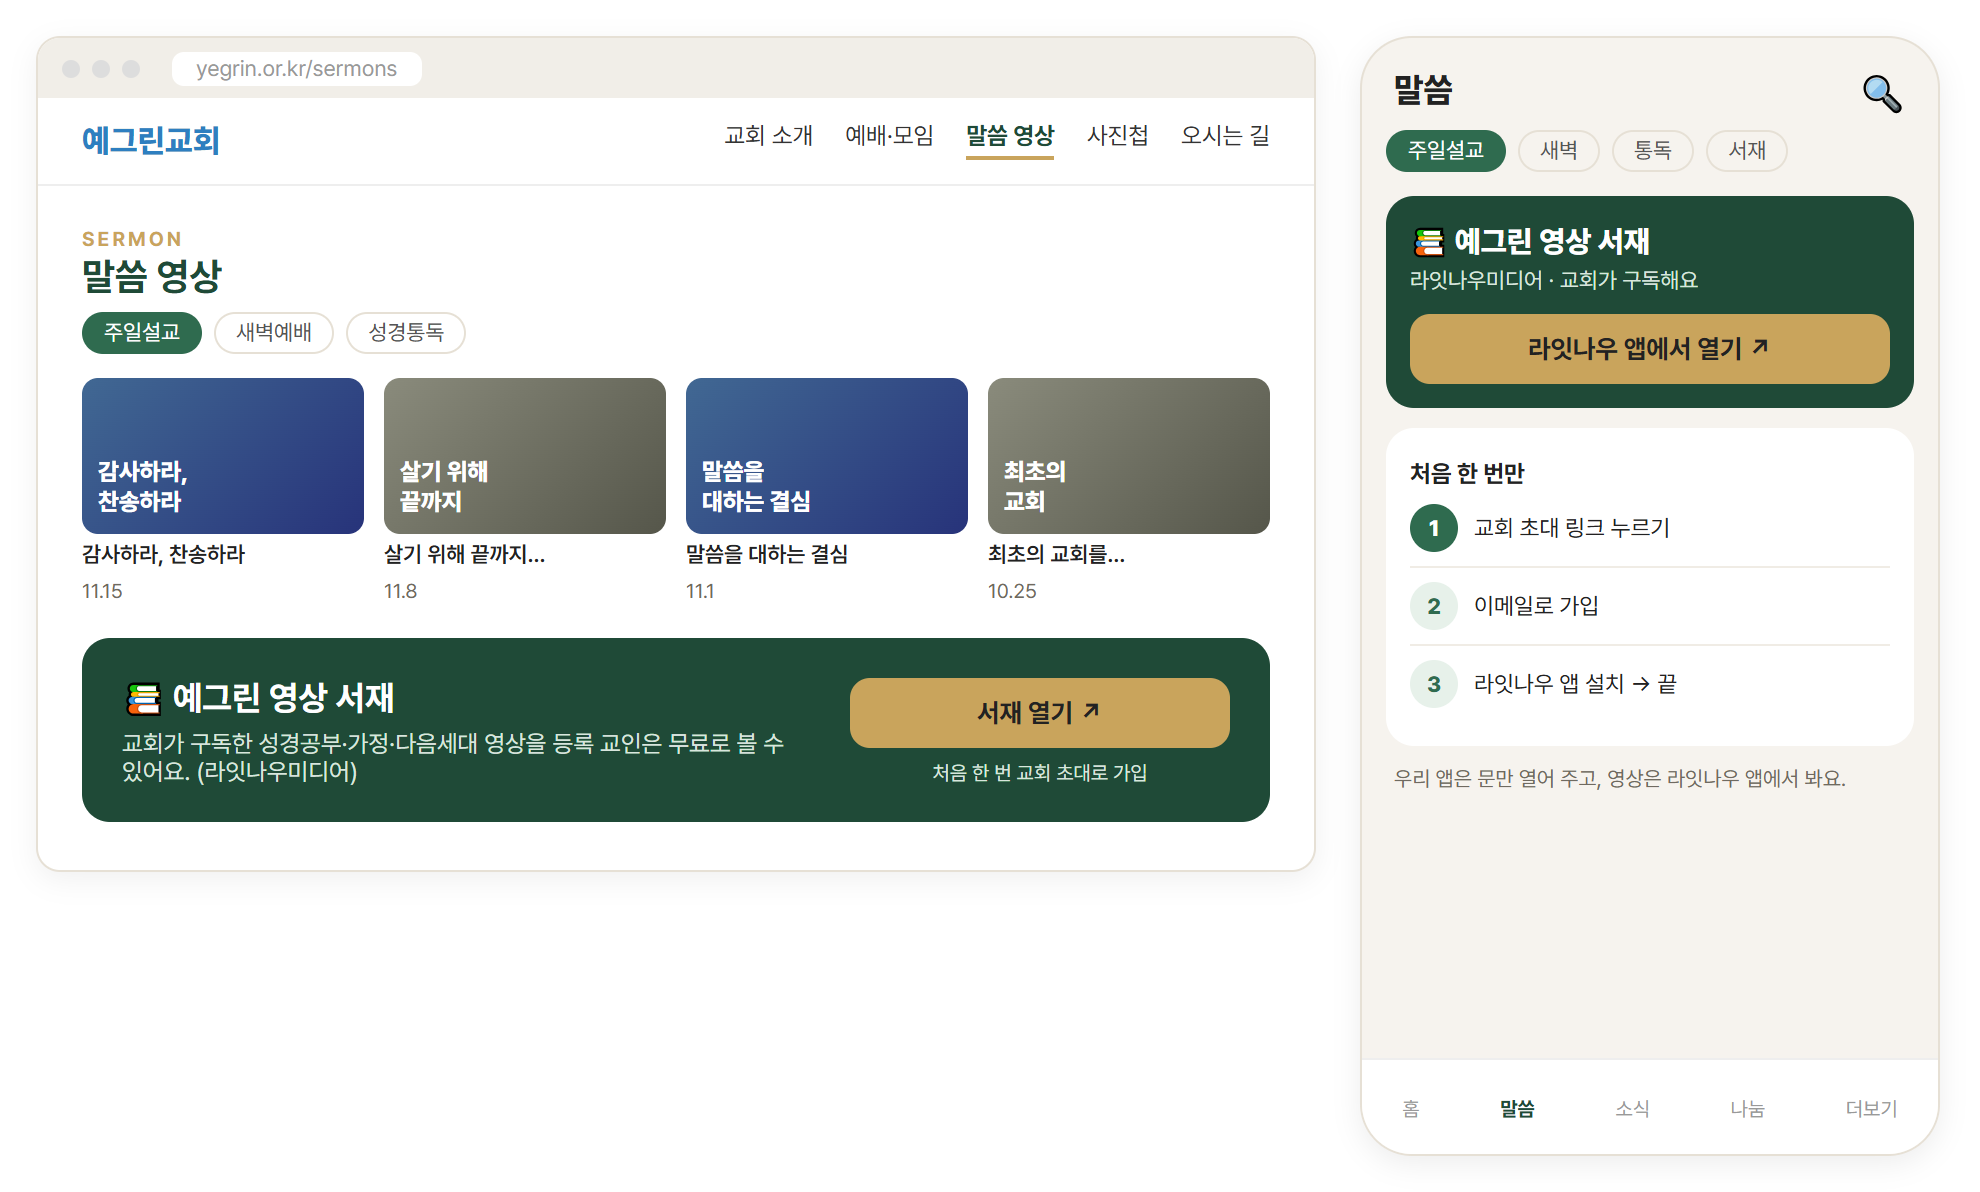 yegrin.or.kr/sermons
예그린교회
교회 소개 예배·모임 말씀 영상 사진첩 오시는 길
SERMON
말씀 영상
주일설교 새벽예배 성경통독
감사하라,
찬송하라
살기 위해
끝까지
말씀을
대하는 결심
최초의
교회
감사하라, 찬송하라
살기 위해 끝까지...
말씀을 대하는 결심
최초의 교회를...
11.15
11.8
11.1
10.25
예그린 영상 서재
교회가 구독한 성경공부·가정·다음세대 영상을 등록 교인은 무료로 볼 수
있어요. (라잇나우미디어)
서재 열기 ↗
처음 한 번 교회 초대로 가입
말씀
주일설교 새벽 통독 서재
예그린 영상 서재
라잇나우미디어 · 교회가 구독해요
라잇나우 앱에서 열기 ↗
처음 한 번만
1 교회 초대 링크 누르기
2 이메일로 가입
3 라잇나우 앱 설치 → 끝
우리 앱은 문만 열어 주고, 영상은 라잇나우 앱에서 봐요.
홈 말씀 소식 나눔 더보기